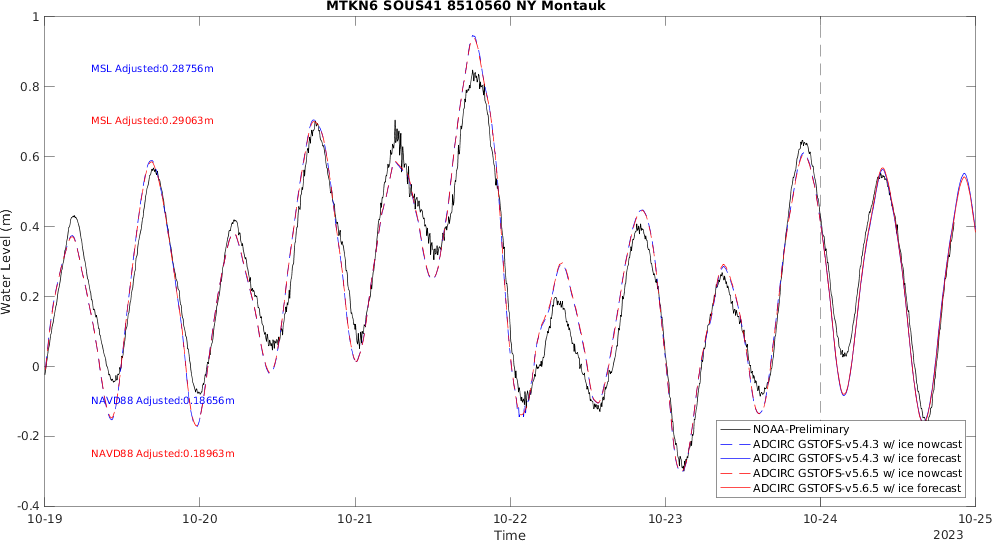 MTKN6 SOUS41 8510560 NY Montauk
1
0.8
0.6
0.4
0.2
0
-0.2
-0.4
Water Level (m)
MSL Adjusted:0.28756m
MSL Adjusted:0.29063m
NAVD88 Adjusted:0.18656m
NAVD88 Adjusted:0.18963m
NOAA-Preliminary
ADCIRC GSTOFS-v5.4.3 w/ ice nowcast
ADCIRC GSTOFS-v5.4.3 w/ ice forecast
ADCIRC GSTOFS-v5.6.5 w/ ice nowcast
ADCIRC GSTOFS-v5.6.5 w/ ice forecast
10-19 10-20 10-21 10-22 10-23 10-24 10-25
Time
2023